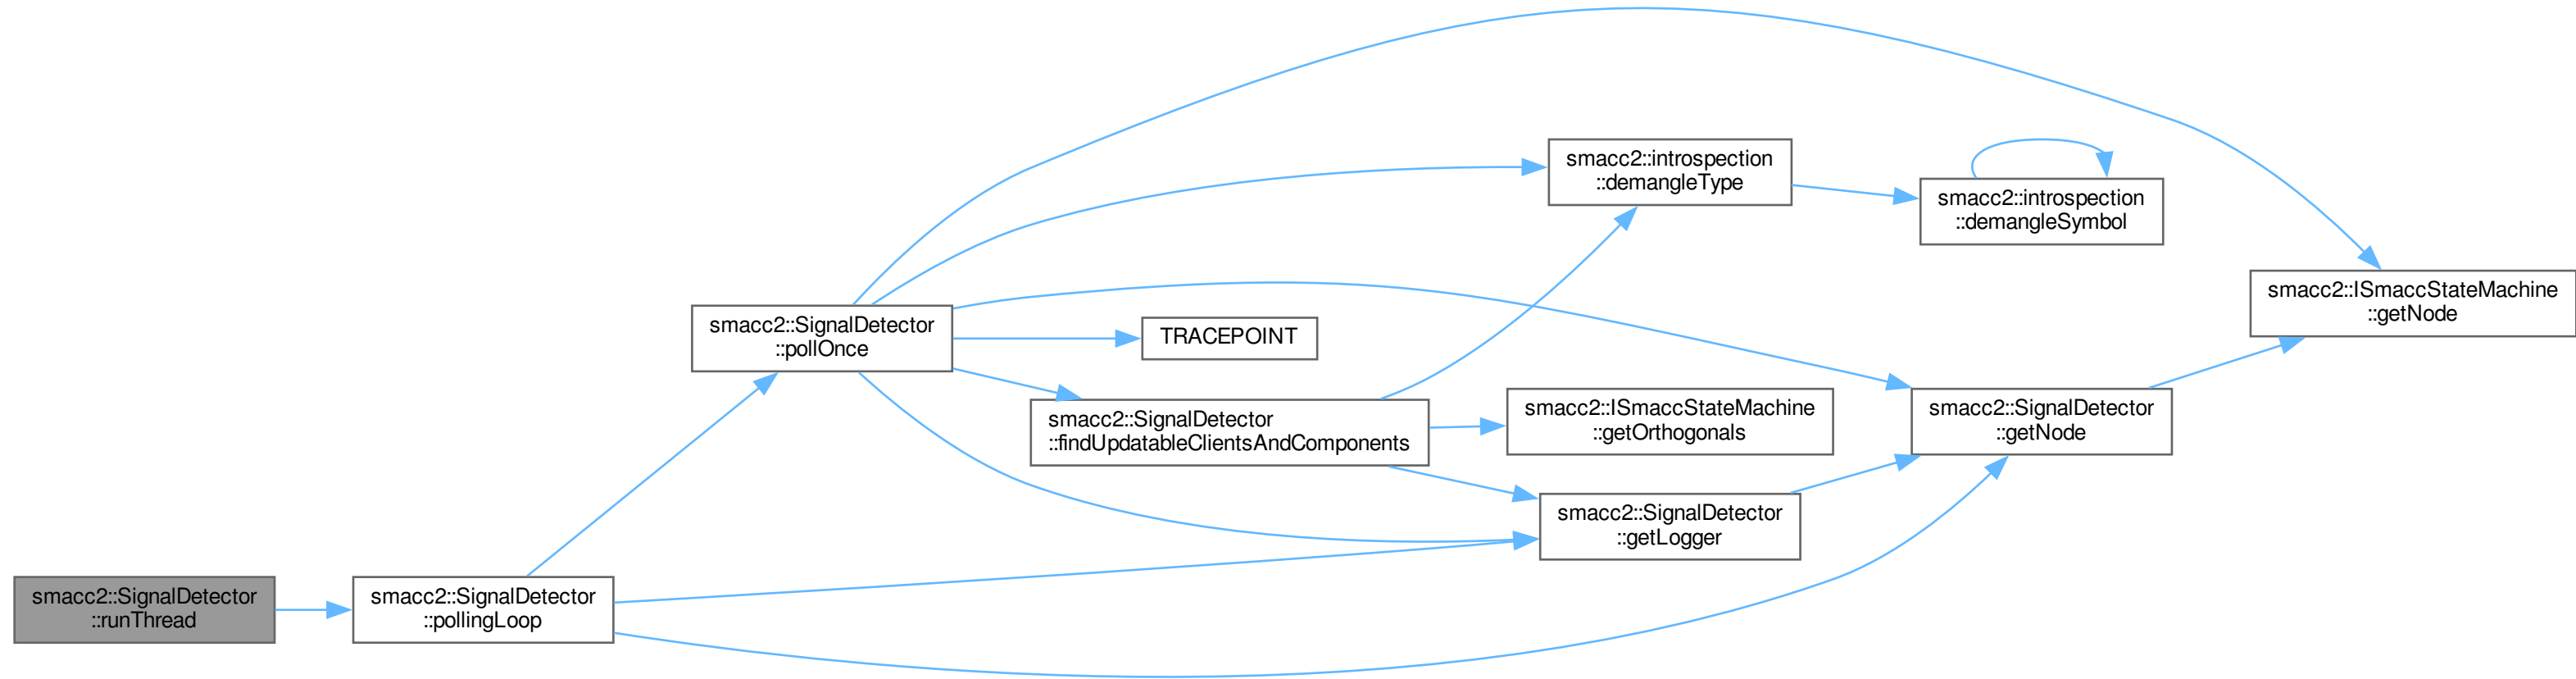 smacc2::SignalDetector
::runThread
smacc2::SignalDetector
::pollingLoop
smacc2::SignalDetector
::pollOnce
TRACEPOINT
smacc2::SignalDetector
::findUpdatableClientsAndComponents
smacc2::introspection
::demangleType
smacc2::introspection
::demangleSymbol
smacc2::ISmaccStateMachine
::getOrthogonals
smacc2::SignalDetector
::getLogger
smacc2::SignalDetector
::getNode
smacc2::ISmaccStateMachine
::getNode